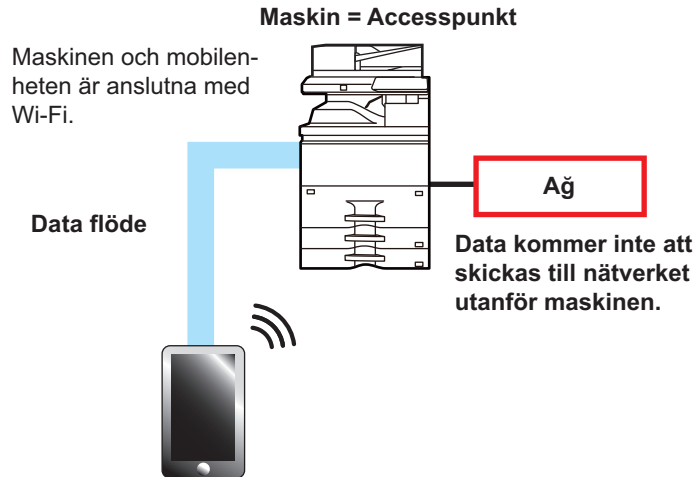 Maskin = Accesspunkt
Maskinen och mobilen-
heten är anslutna med
Wi-Fi.
Data flöde
Ağ
Data kommer inte att
skickas till nätverket
utanför maskinen.